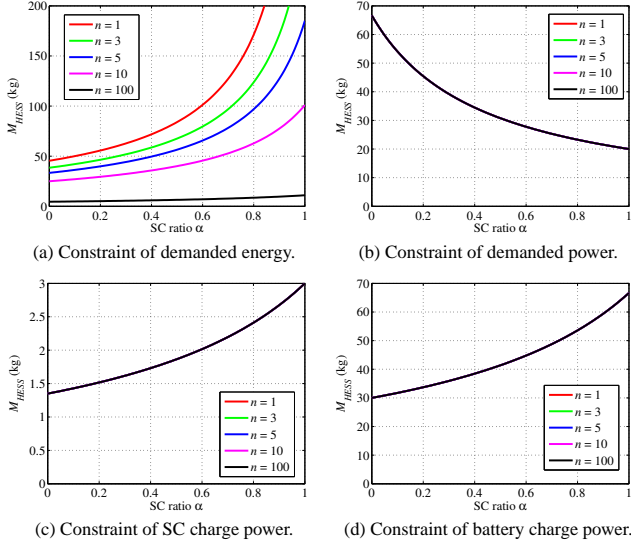 200
150
100
50
0
M_HESS (kg)
n = 1
n = 3
n = 5
n = 10
n = 100
0 0.2 0.4 0.6 0.8 1
SC ratio α
(a) Constraint of demanded energy.
70
60
50
40
30
20
10
0
M_HESS (kg)
n = 1
n = 3
n = 5
n = 10
n = 100
0 0.2 0.4 0.6 0.8 1
SC ratio α
(b) Constraint of demanded power.
3
2.5
2
1.5
1
0.5
0
M_HESS (kg)
n = 1
n = 3
n = 5
n = 10
n = 100
0 0.2 0.4 0.6 0.8 1
SC ratio α
(c) Constraint of SC charge power.
70
60
50
40
30
20
10
0
M_HESS (kg)
n = 1
n = 3
n = 5
n = 10
n = 100
0 0.2 0.4 0.6 0.8 1
SC ratio α
(d) Constraint of battery charge power.